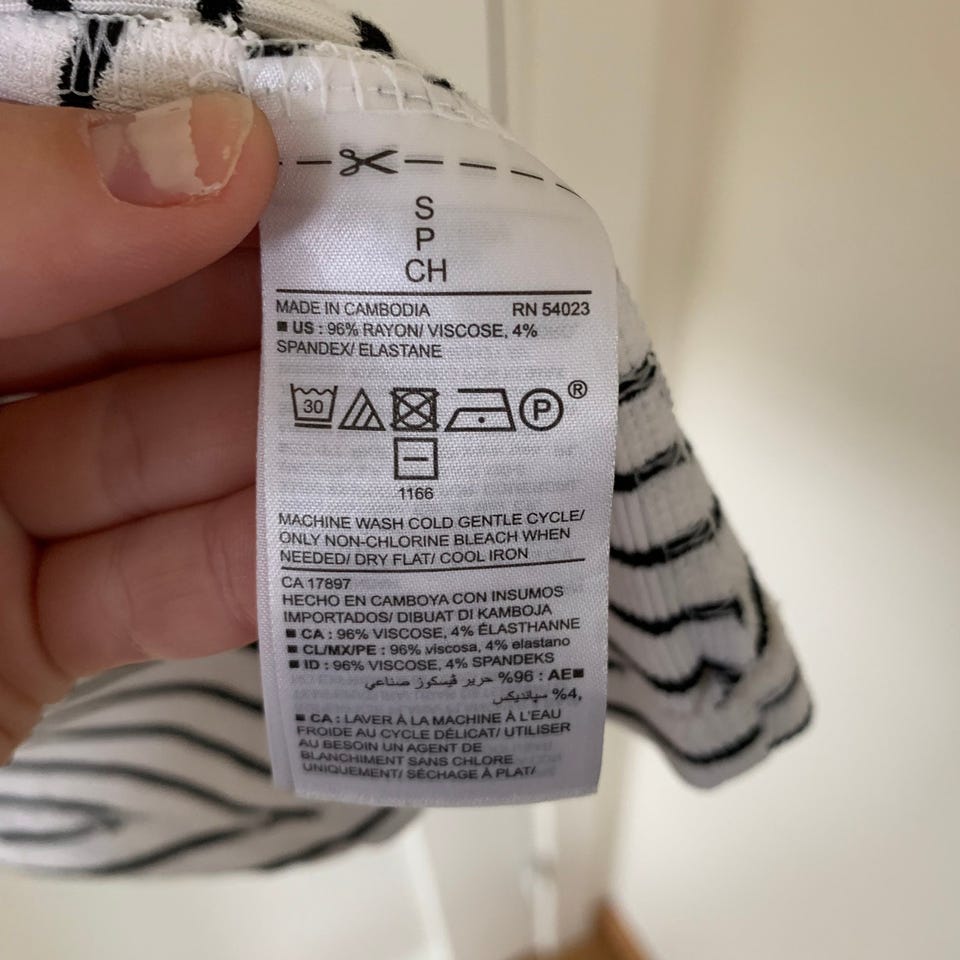 S
P
CH
MADE IN CAMBODIA RN 54023
■ US : 96% RAYON/ VISCOSE, 4%
SPANDEX/ ELASTANE
30 P ®
1166
MACHINE WASH COLD GENTLE CYCLE/
ONLY NON-CHLORINE BLEACH WHEN
NEEDED/ DRY FLAT/ COOL IRON
CA 17897
HECHO EN CAMBOYA CON INSUMOS
IMPORTADOS/ DIBUAT DI KAMBOJA
■ CA : 96% VISCOSE, 4% ÉLASTHANNE
■ CL/MX/PE : 96% viscosa, 4% elastano
■ ID : 96% VISCOSE, 4% SPANDEKS
■AE : 96% حرير ڤيسكوز صناعي
,4% سپانديكس
■ CA : LAVER À LA MACHINE À L'EAU
FROIDE AU CYCLE DÉLICAT/ UTILISER
AU BESOIN UN AGENT DE
BLANCHIMENT SANS CHLORE
UNIQUEMENT/ SÉCHAGE À PLAT/